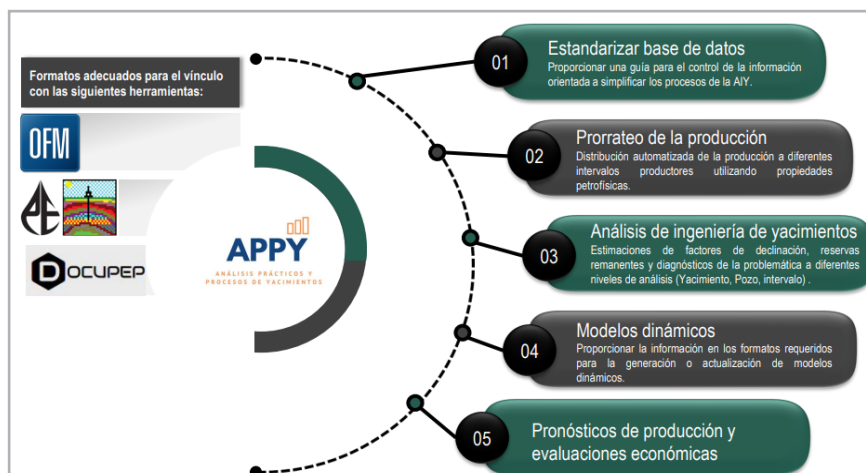 Formatos adecuados para el vínculo
con las siguientes herramientas:
OFM
DOCUPEP
APPY
ANÁLISIS PRÁCTICOS Y
PROCESOS DE YACIMIENTOS
01
Estandarizar base de datos
Proporcionar una guía para el control de la información
orientada a simplificar los procesos de la AIY.
02
Prorrateo de la producción
Distribución automatizada de la producción a diferentes
intervalos productores utilizando propiedades
petrofísicas.
03
Análisis de ingeniería de yacimientos
Estimaciones de factores de declinación, reservas
remanentes y diagnósticos de la problemática a diferentes
niveles de análisis (Yacimiento, Pozo, intervalo) .
04
Modelos dinámicos
Proporcionar la información en los formatos requeridos
para la generación o actualización de modelos
dinámicos.
05
Pronósticos de producción y
evaluaciones económicas